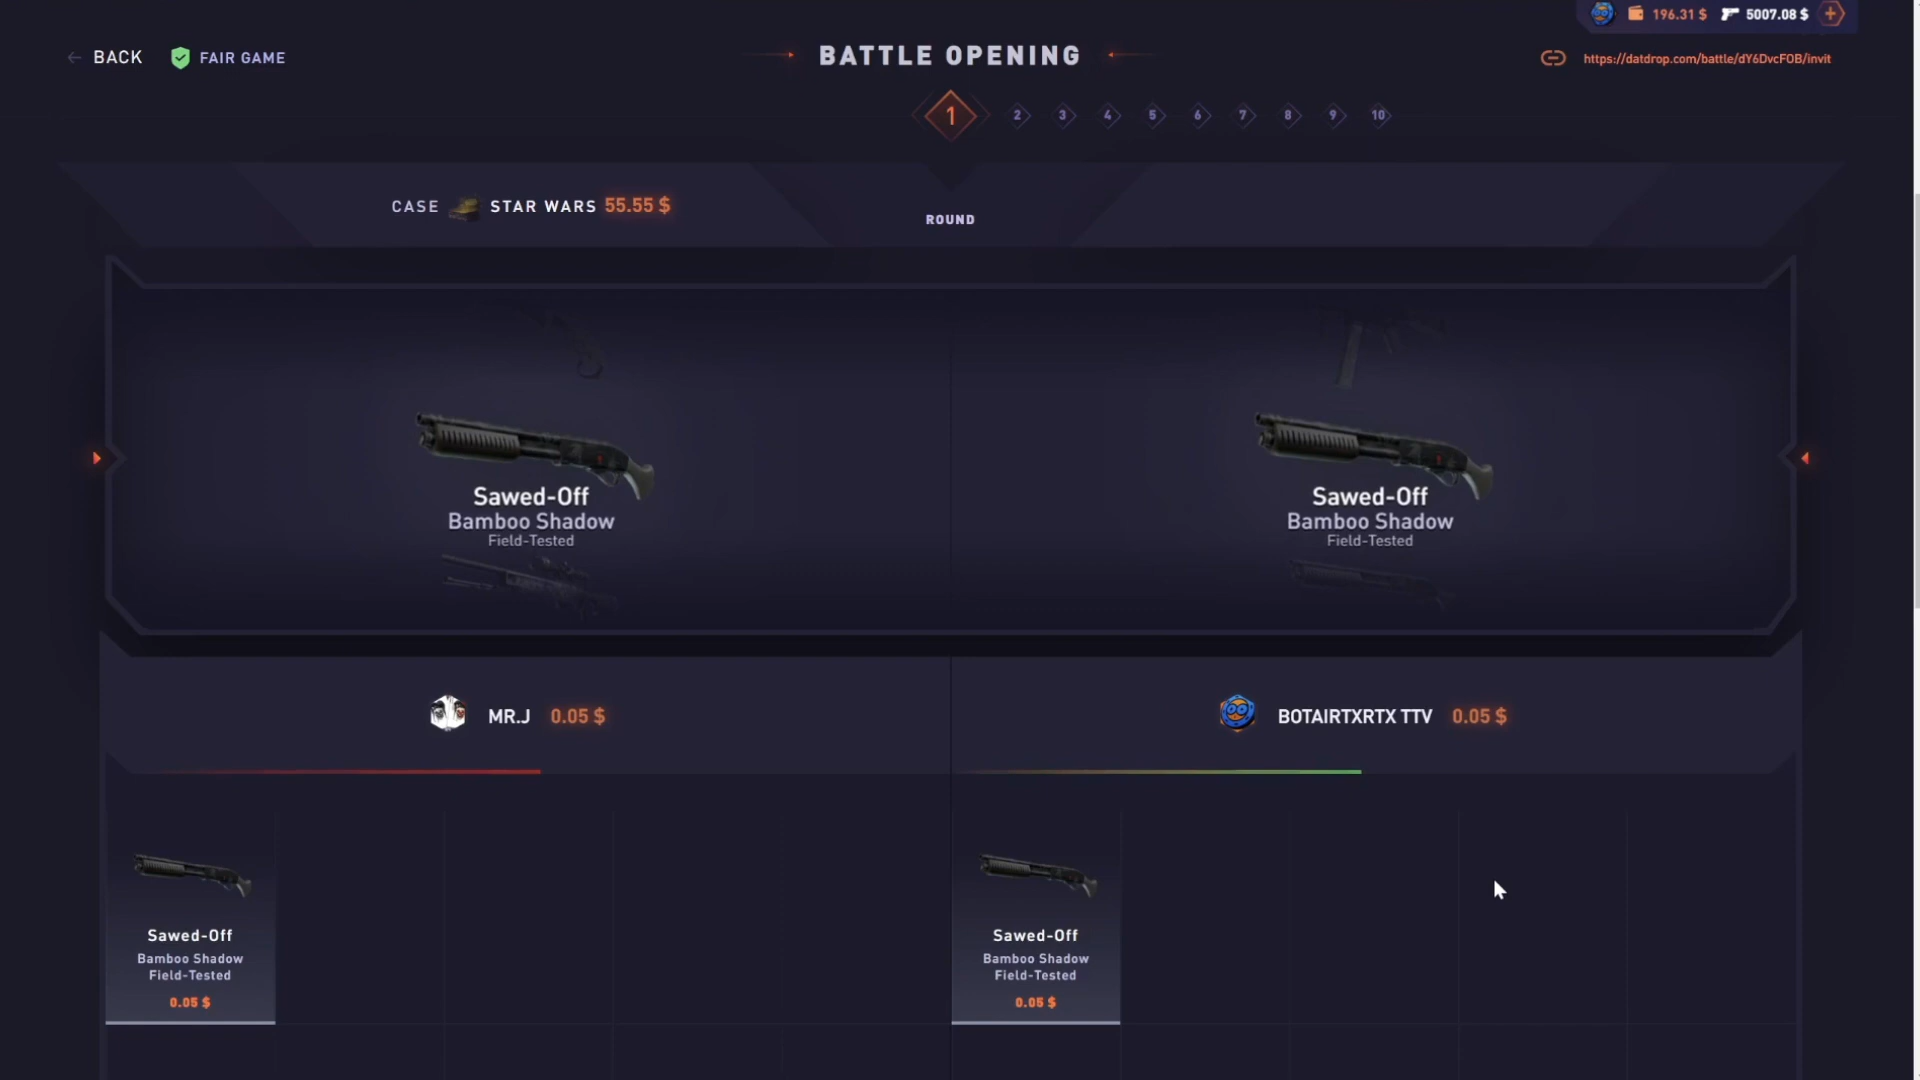 196.31 $ 5007.08 $
BACK FAIR GAME
BATTLE OPENING
https://datdrop.com/battle/dY6DvcFOB/invit
1 2 3 4 5 6 7 8 9 10
CASE STAR WARS 55.55 $
ROUND
Sawed-Off
Bamboo Shadow
Field-Tested
Sawed-Off
Bamboo Shadow
Field-Tested
MR.J 0.05 $
BOTAIRTXRTX TTV 0.05 $
Sawed-Off
Bamboo Shadow
Field-Tested
0.05 $
Sawed-Off
Bamboo Shadow
Field-Tested
0.05 $